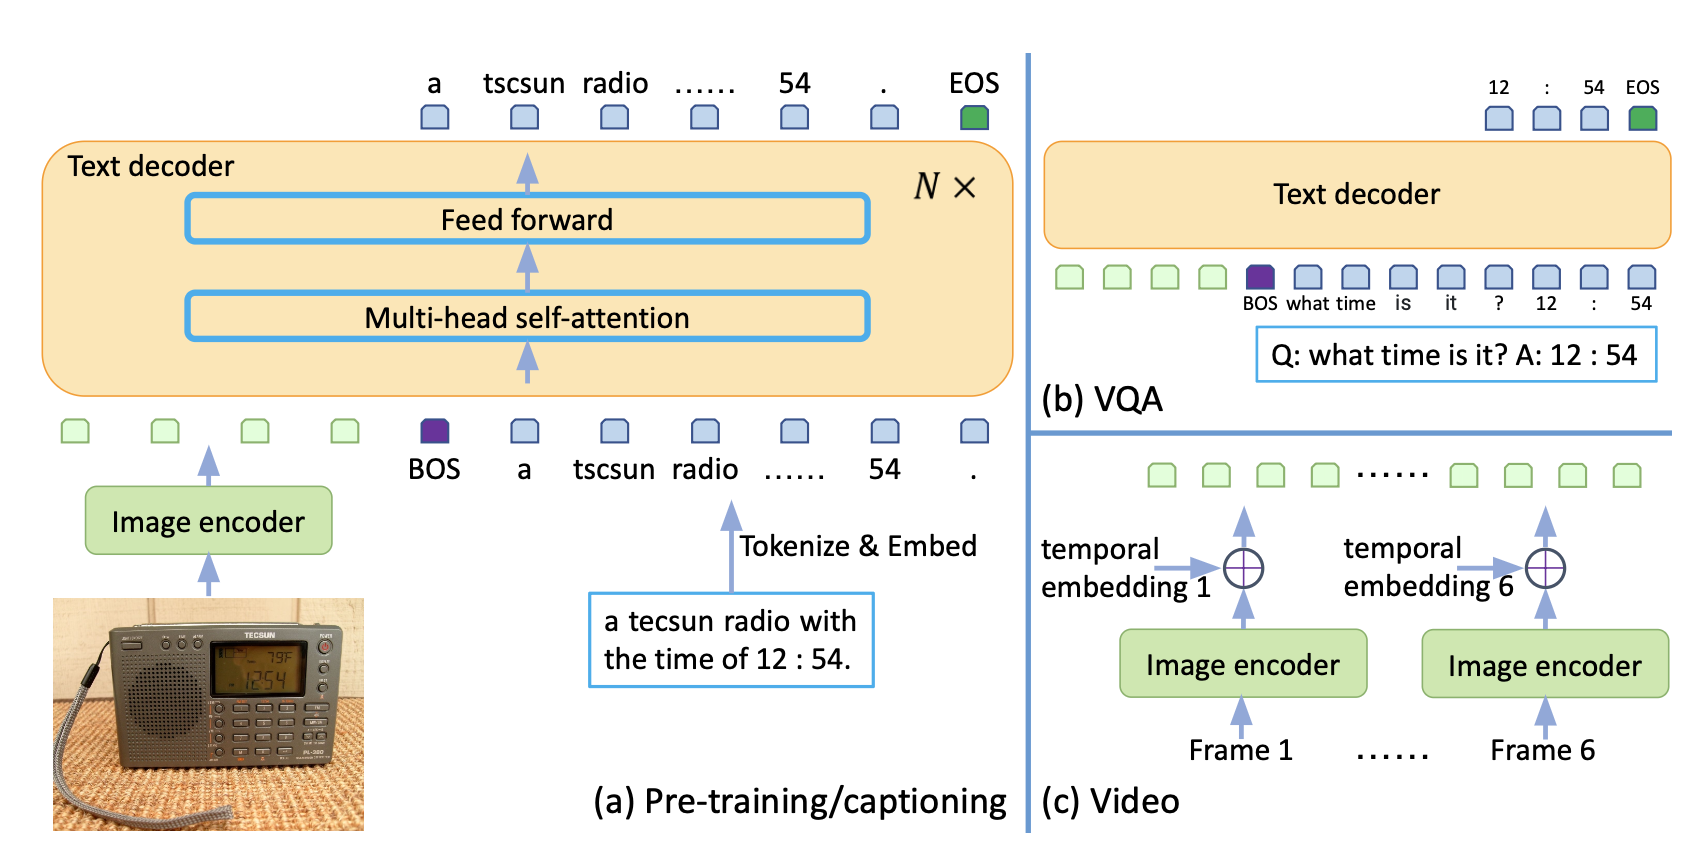 a tscsun radio ...... 54 . EOS
Text decoder
N ×
Feed forward
Multi-head self-attention
BOS a tscsun radio ...... 54 .
Image encoder
Tokenize & Embed
a tecsun radio with
the time of 12 : 54.
TECSUN
POWER
79°F
12:54
PL-380
(a) Pre-training/captioning
12 : 54 EOS
Text decoder
BOS what time is it ? 12 : 54
Q: what time is it? A: 12 : 54
(b) VQA
......
temporal
embedding 1
temporal
embedding 6
Image encoder
Image encoder
Frame 1 ...... Frame 6
(c) Video